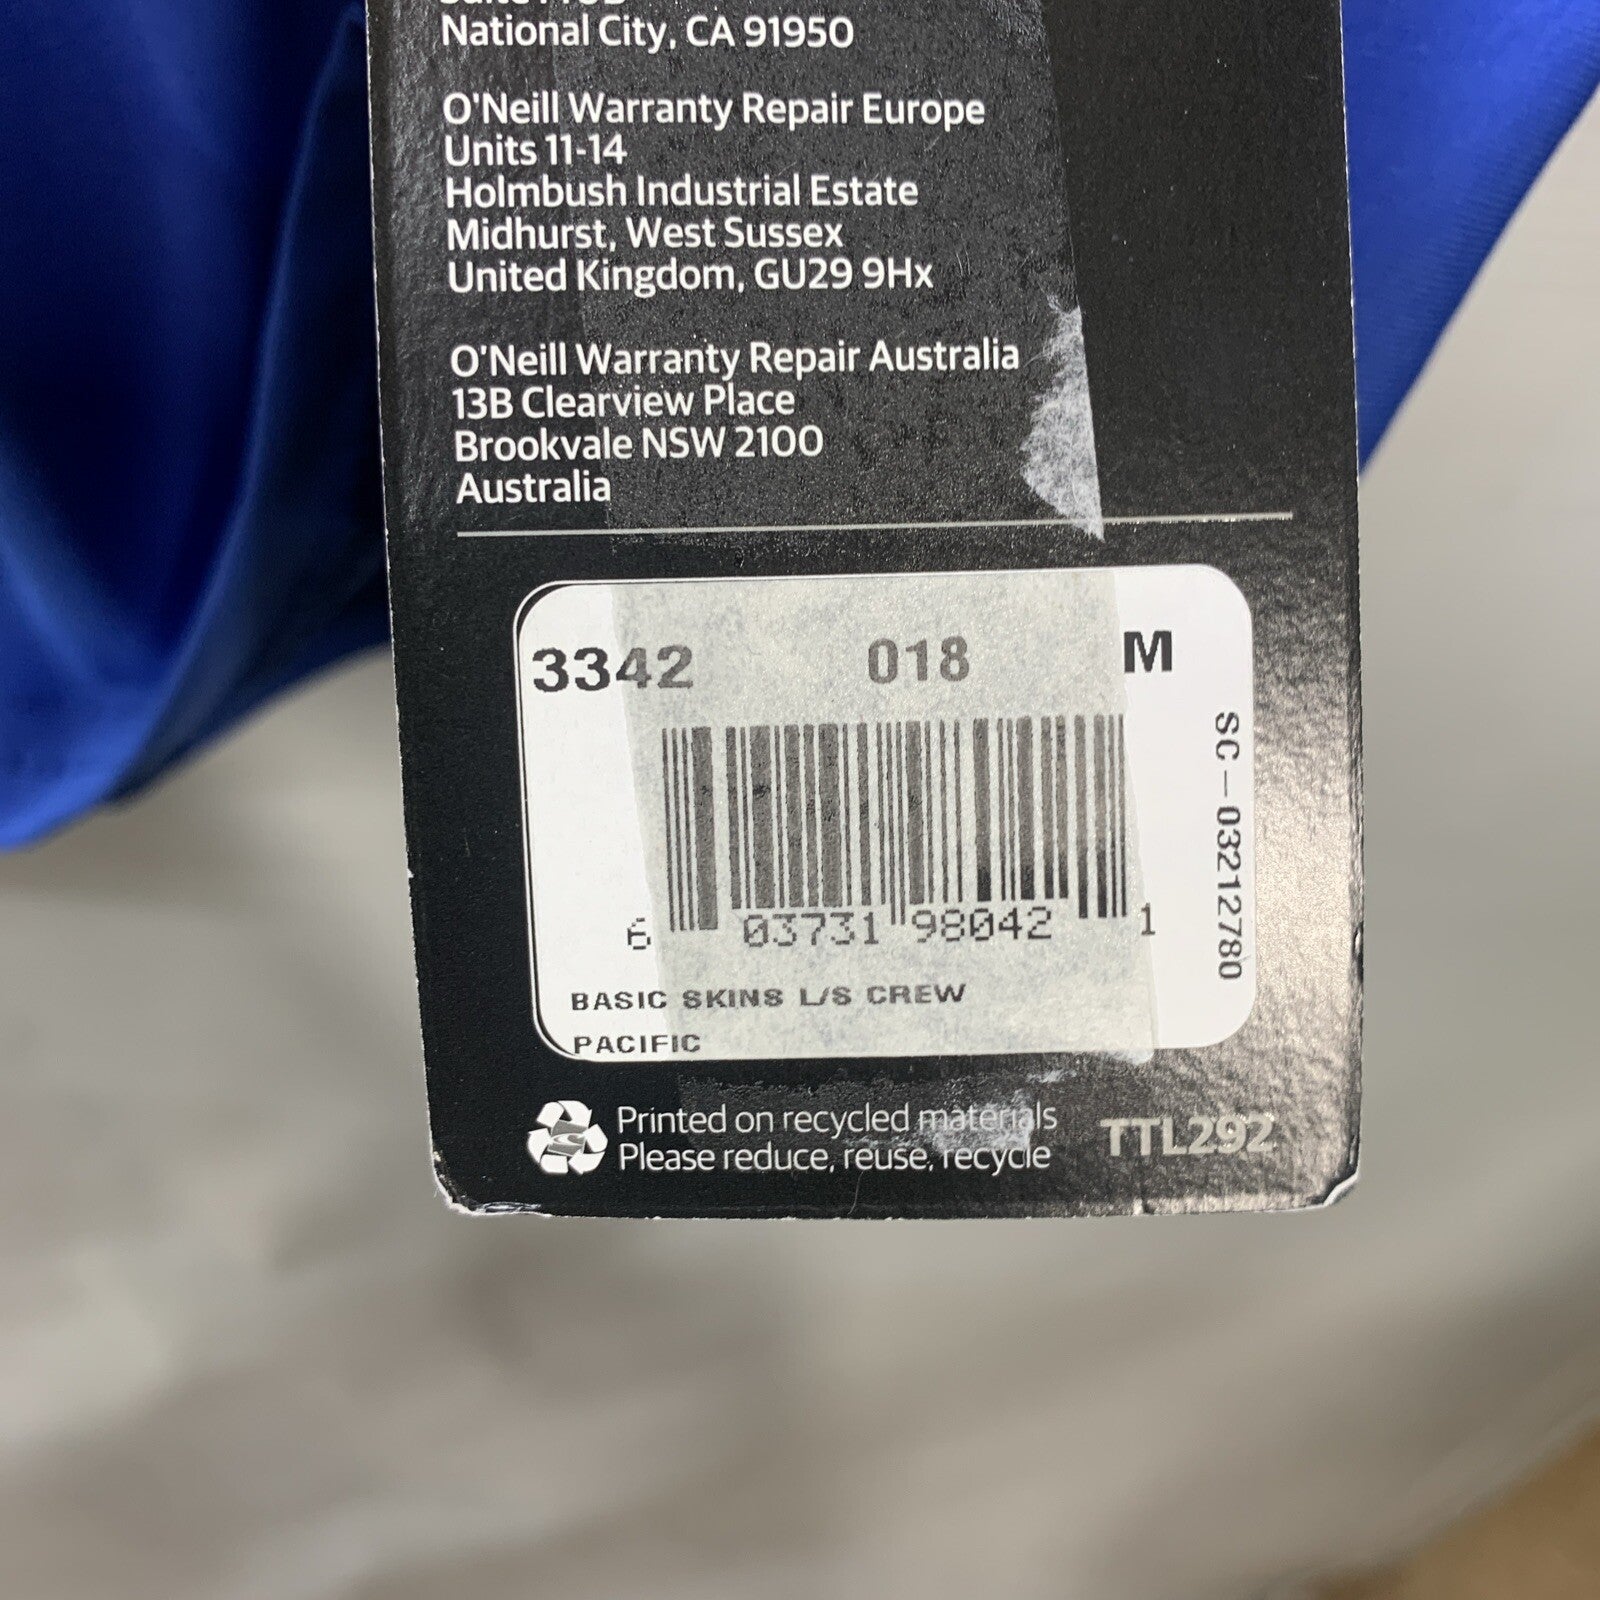 National City, CA 91950
O'Neill Warranty Repair Europe
Units 11-14
Holmbush Industrial Estate
Midhurst, West Sussex
United Kingdom, GU29 9Hx
O'Neill Warranty Repair Australia
13B Clearview Place
Brookvale NSW 2100
Australia
3342 018 M
6 03731 98042 1
SC-03212780
BASIC SKINS L/S CREW
PACIFIC
Printed on recycled materials
Please reduce, reuse, recycle
TTL292